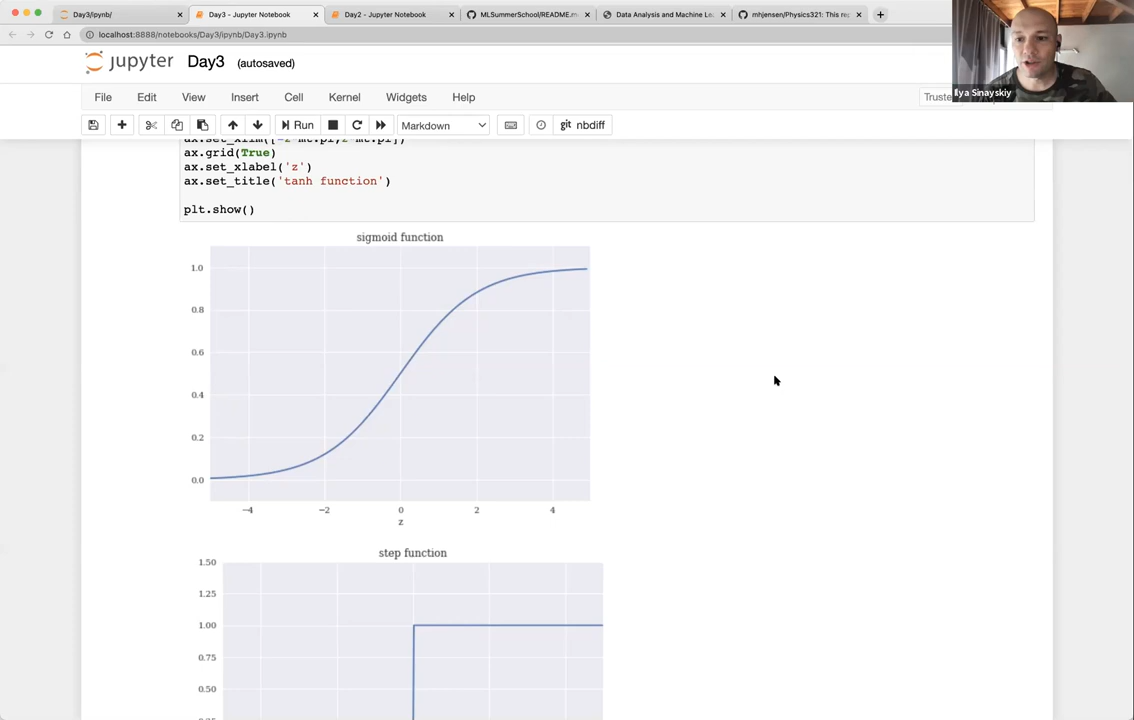 Day3/ipynb/
Day3 - Jupyter Notebook
Day2 - Jupyter Notebook
MLSummerSchool/README.m
Data Analysis and Machine Le
mhjensen/Physics321: This re
localhost:8888/notebooks/Day3/ipynb/Day3.ipynb
jupyter Day3 (autosaved)
Ilya Sinayskiy
File Edit View Insert Cell Kernel Widgets Help
Truste
Run
Markdown
nbdiff
git
ax.grid(True)
ax.set_xlabel('z')
ax.set_title('tanh function')
plt.show()
sigmoid function
1.0
0.8
0.6
0.4
0.2
0.0
−4 −2 0 2 4
z
step function
1.50
1.25
1.00
0.75
0.50